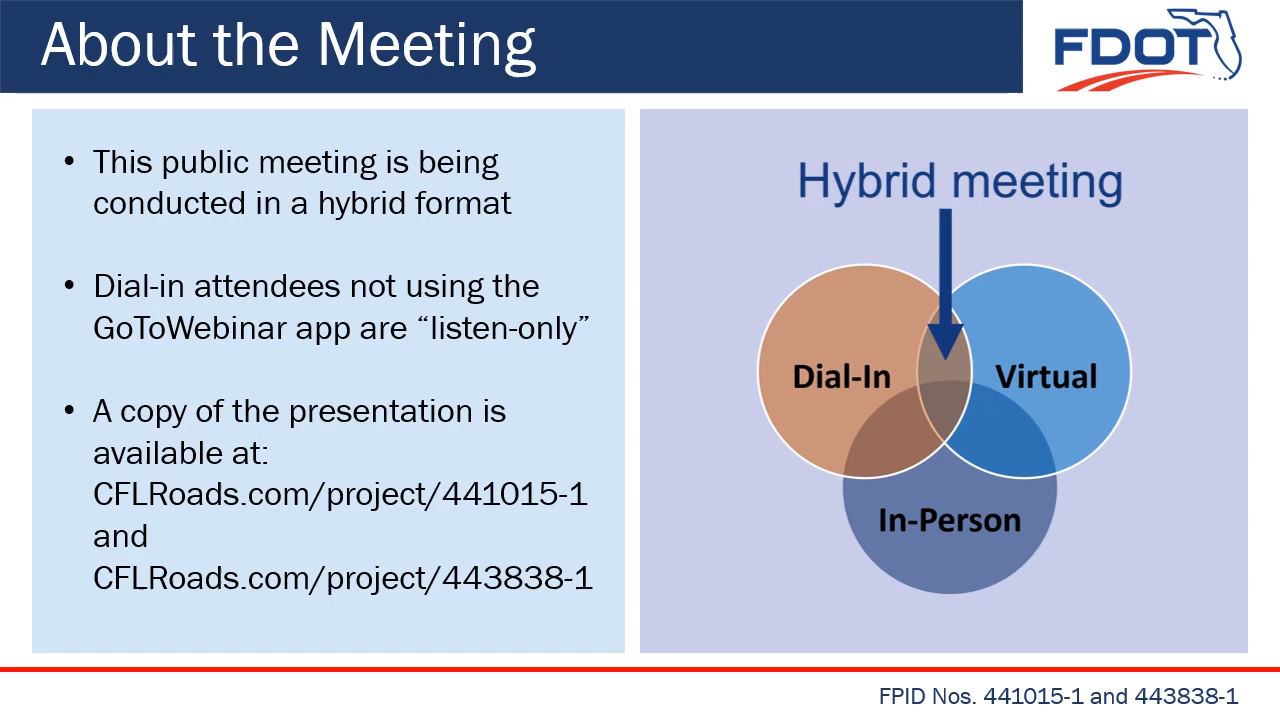 About the Meeting
FDOT
• This public meeting is being
conducted in a hybrid format
• Dial-in attendees not using the
GoToWebinar app are “listen-only”
• A copy of the presentation is
available at:
CFLRoads.com/project/441015-1
and
CFLRoads.com/project/443838-1
Hybrid meeting
Dial-In
Virtual
In-Person
FPID Nos. 441015-1 and 443838-1